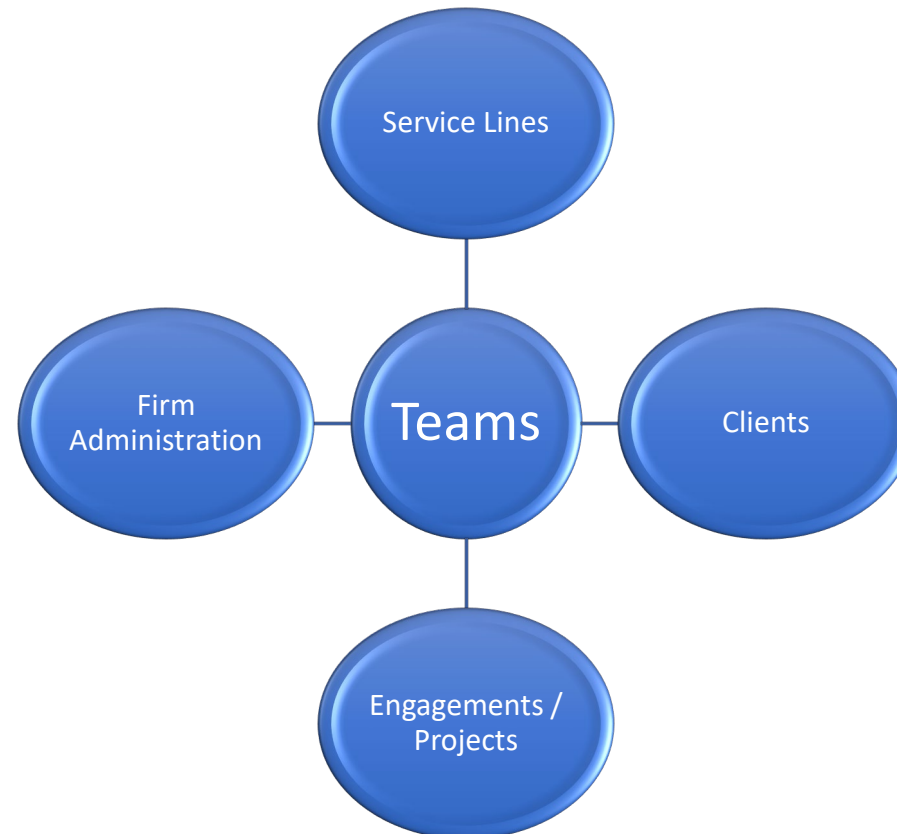 Service Lines
Firm
Administration
Teams
Clients
Engagements /
Projects